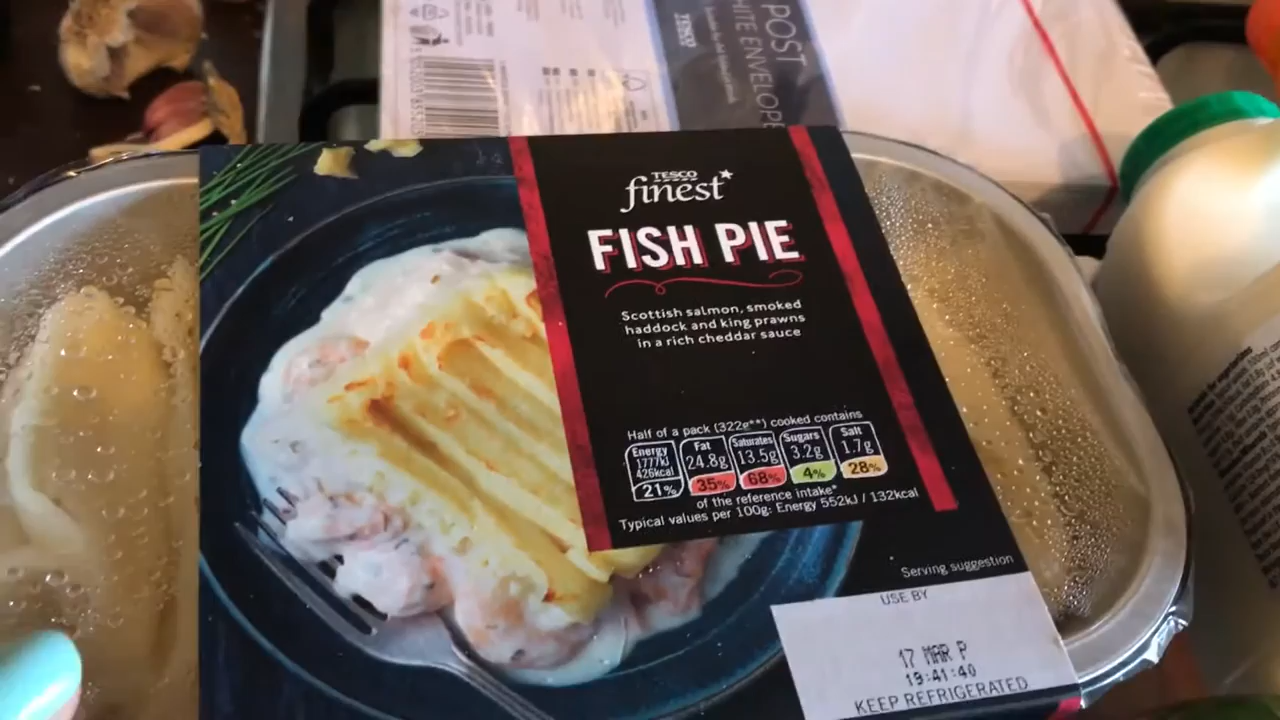 POST
WHITE ENVELOPE
TESCO
TESCO
finest*
FISH PIE
Scottish salmon, smoked
haddock and king prawns
in a rich cheddar sauce
Half of a pack (322g**) cooked contains
Energy
1777kJ
426kcal
21%
Fat
24.8g
35%
Saturates
13.5g
68%
Sugars
3.2g
4%
Salt
1.7g
28%
of the reference intake*
Typical values per 100g: Energy 552kJ / 132kcal
Serving suggestion
USE BY
17 MAR P
19:41:40
KEEP REFRIGERATED